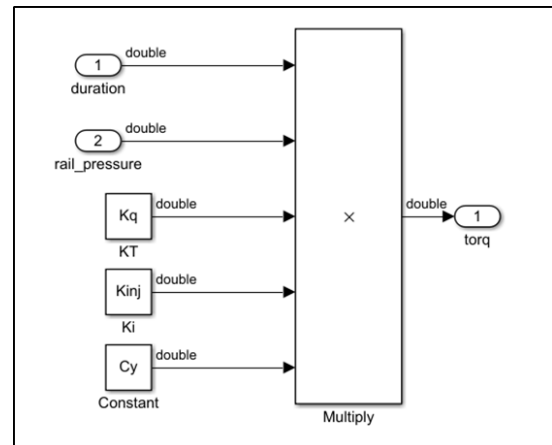 double
1
duration
double
2
rail_pressure
double
Kq
KT
double
Kinj
Ki
double
Cy
Constant
×
Multiply
double
1
torq